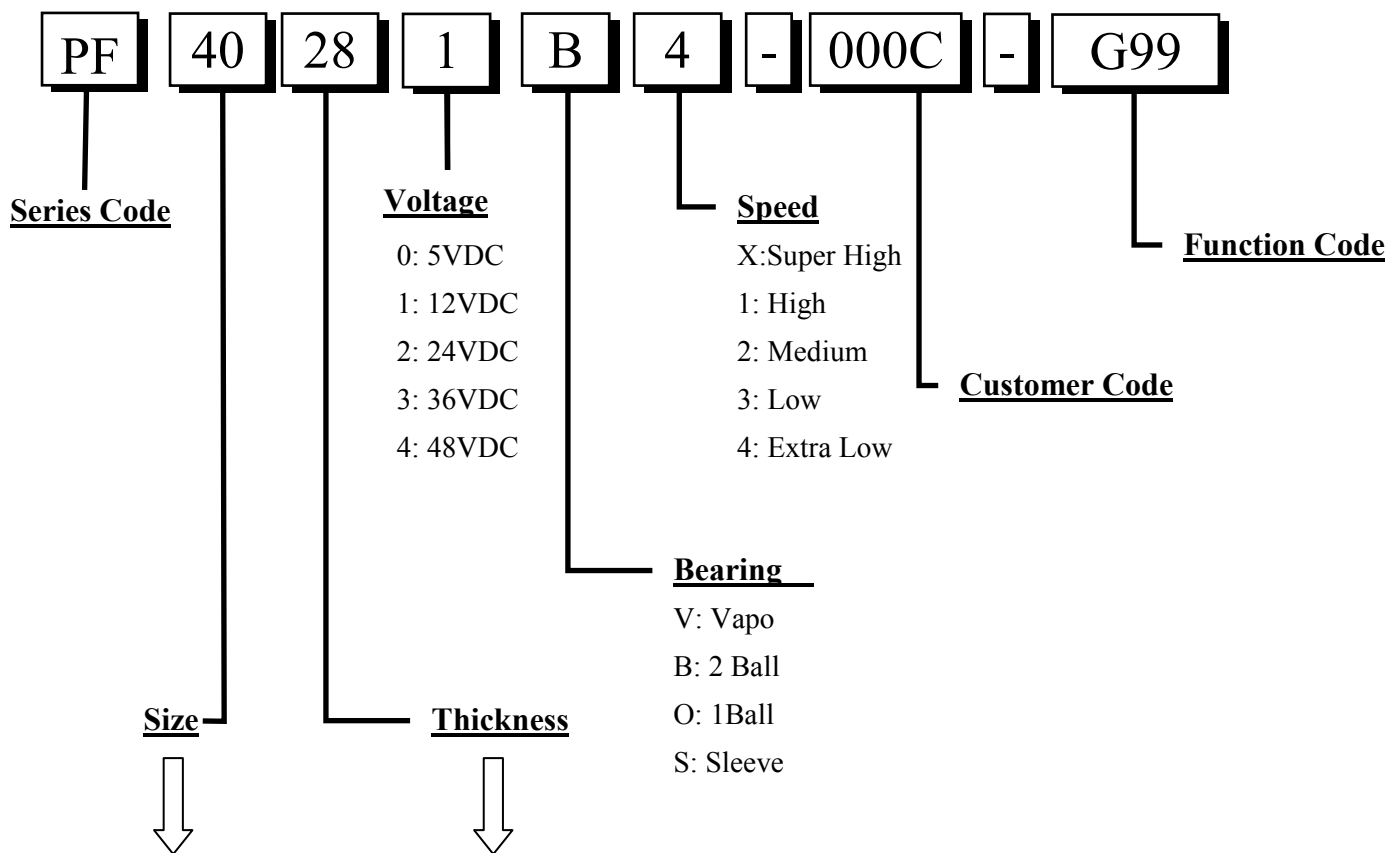 PF 40 28 1 B 4 - 000C - G99
Series Code
Voltage
0: 5VDC
1: 12VDC
2: 24VDC
3: 36VDC
4: 48VDC
Speed
X:Super High
1: High
2: Medium
3: Low
4: Extra Low
Function Code
Customer Code
Bearing
V: Vapo
B: 2 Ball
O: 1Ball
S: Sleeve
Size
Thickness